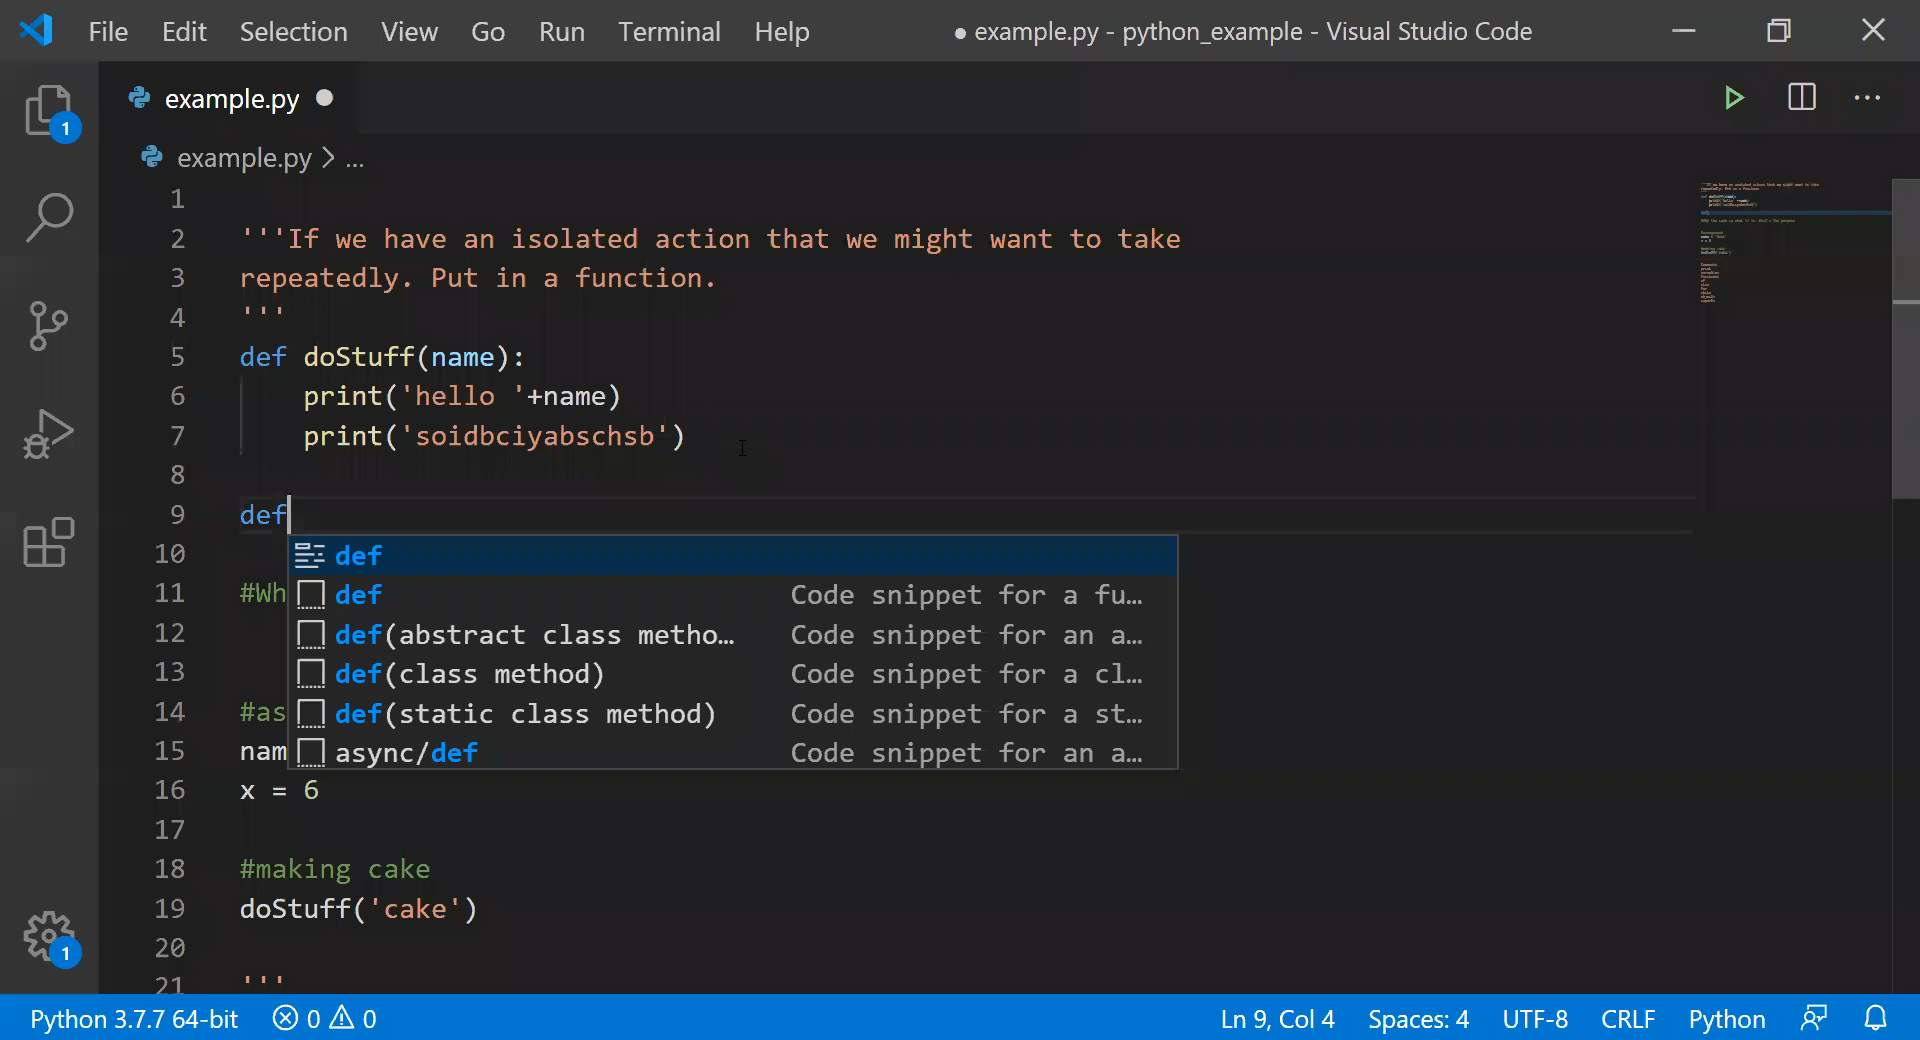 File Edit Selection View Go Run Terminal Help ● example.py - python_example - Visual Studio Code
example.py ●
example.py > ...
1
1
2 '''If we have an isolated action that we might want to take
3 repeatedly. Put in a function.
4 '''
5 def doStuff(name):
6 print('hello '+name)
7 print('soidbciyabschsb')
8
9 def
10 def
11 #Wh def Code snippet for a fu…
12 def(abstract class metho… Code snippet for an a…
13 def(class method) Code snippet for a cl…
14 #as def(static class method) Code snippet for a st…
15 nam async/def Code snippet for an a…
16 x = 6
17
18 #making cake
19 doStuff('cake')
20
21 '''
1
Python 3.7.7 64-bit 0 0 Ln 9, Col 4 Spaces: 4 UTF-8 CRLF Python